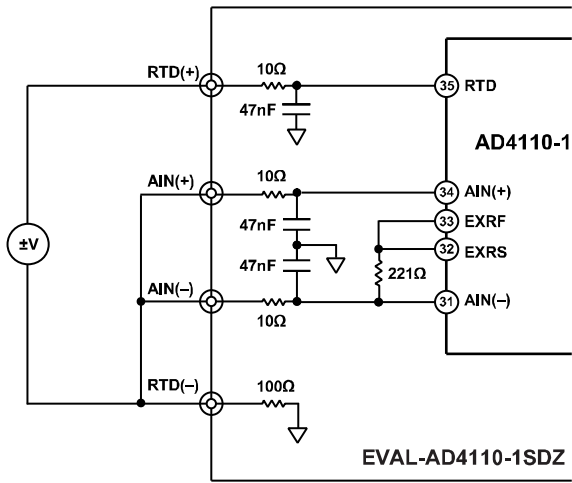 RTD(+)
10Ω
35 RTD
47nF
AD4110-1
AIN(+)
10Ω
34 AIN(+)
33 EXRF
47nF
32 EXRS
±V
47nF
221Ω
AIN(–)
31 AIN(–)
10Ω
RTD(–)
100Ω
EVAL-AD4110-1SDZ